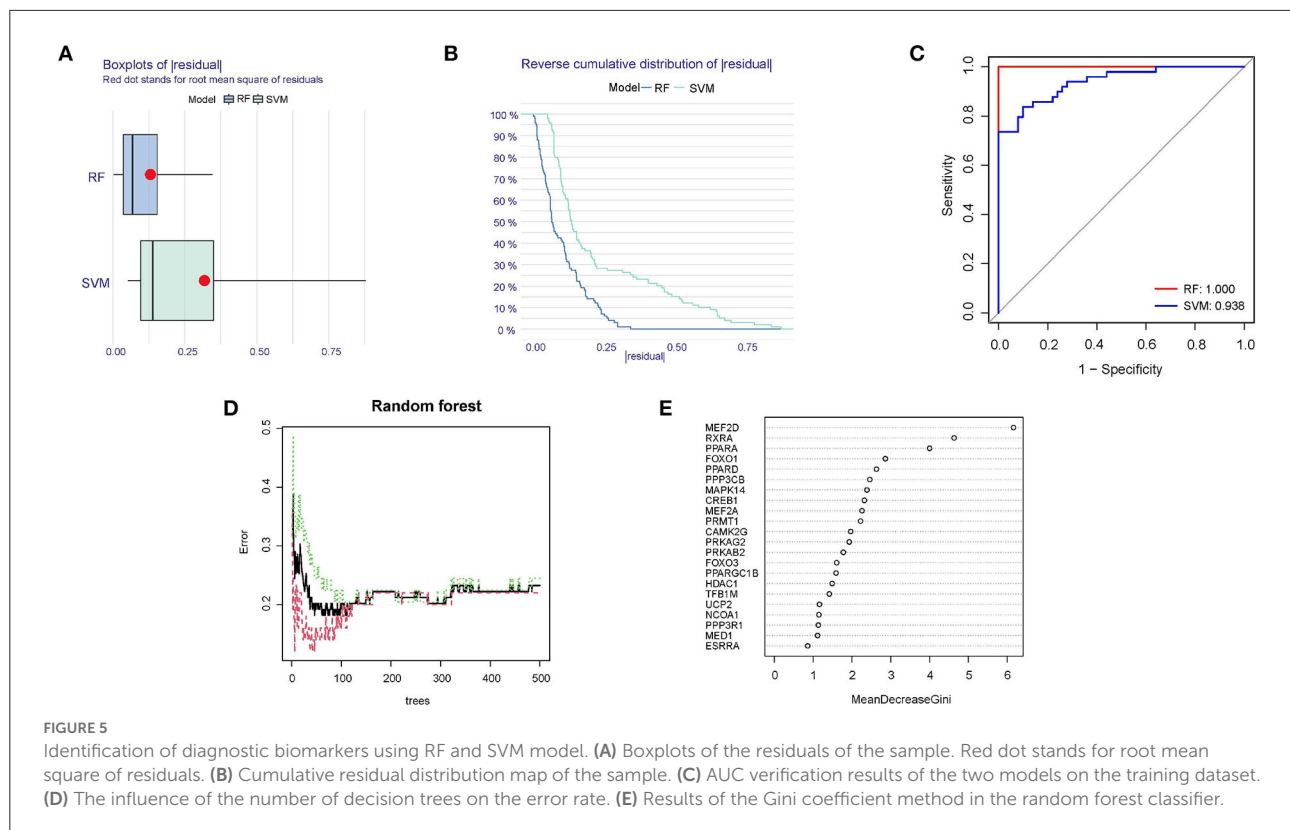 A
Boxplots of |residual|
Red dot stands for root mean square of residuals
Model RF SVM
RF
SVM
0.00 0.25 0.50 0.75
B
Reverse cumulative distribution of |residual|
Model RF SVM
100 %
90 %
80 %
70 %
60 %
50 %
40 %
30 %
20 %
10 %
0 %
0.00 0.25 0.50 0.75
|residual|
C
Sensitivity
1.0
0.8
0.6
0.4
0.2
0.0
RF: 1.000
SVM: 0.938
0.0 0.2 0.4 0.6 0.8 1.0
1 − Specificity
D
Random forest
Error
0.5
0.4
0.3
0.2
0 100 200 300 400 500
trees
E
MEF2D
RXRA
PPARA
FOXO1
PPARD
PPP3CB
MAPK14
CREB1
MEF2A
PRMT1
CAMK2G
PRKAG2
PRKAB2
FOXO3
PPARGC1B
HDAC1
TFB1M
UCP2
NCOA1
PPP3R1
MED1
ESRRA
0 1 2 3 4 5 6
MeanDecreaseGini
FIGURE 5
Identification of diagnostic biomarkers using RF and SVM model. (A) Boxplots of the residuals of the sample. Red dot stands for root mean
square of residuals. (B) Cumulative residual distribution map of the sample. (C) AUC verification results of the two models on the training dataset.
(D) The influence of the number of decision trees on the error rate. (E) Results of the Gini coefficient method in the random forest classifier.